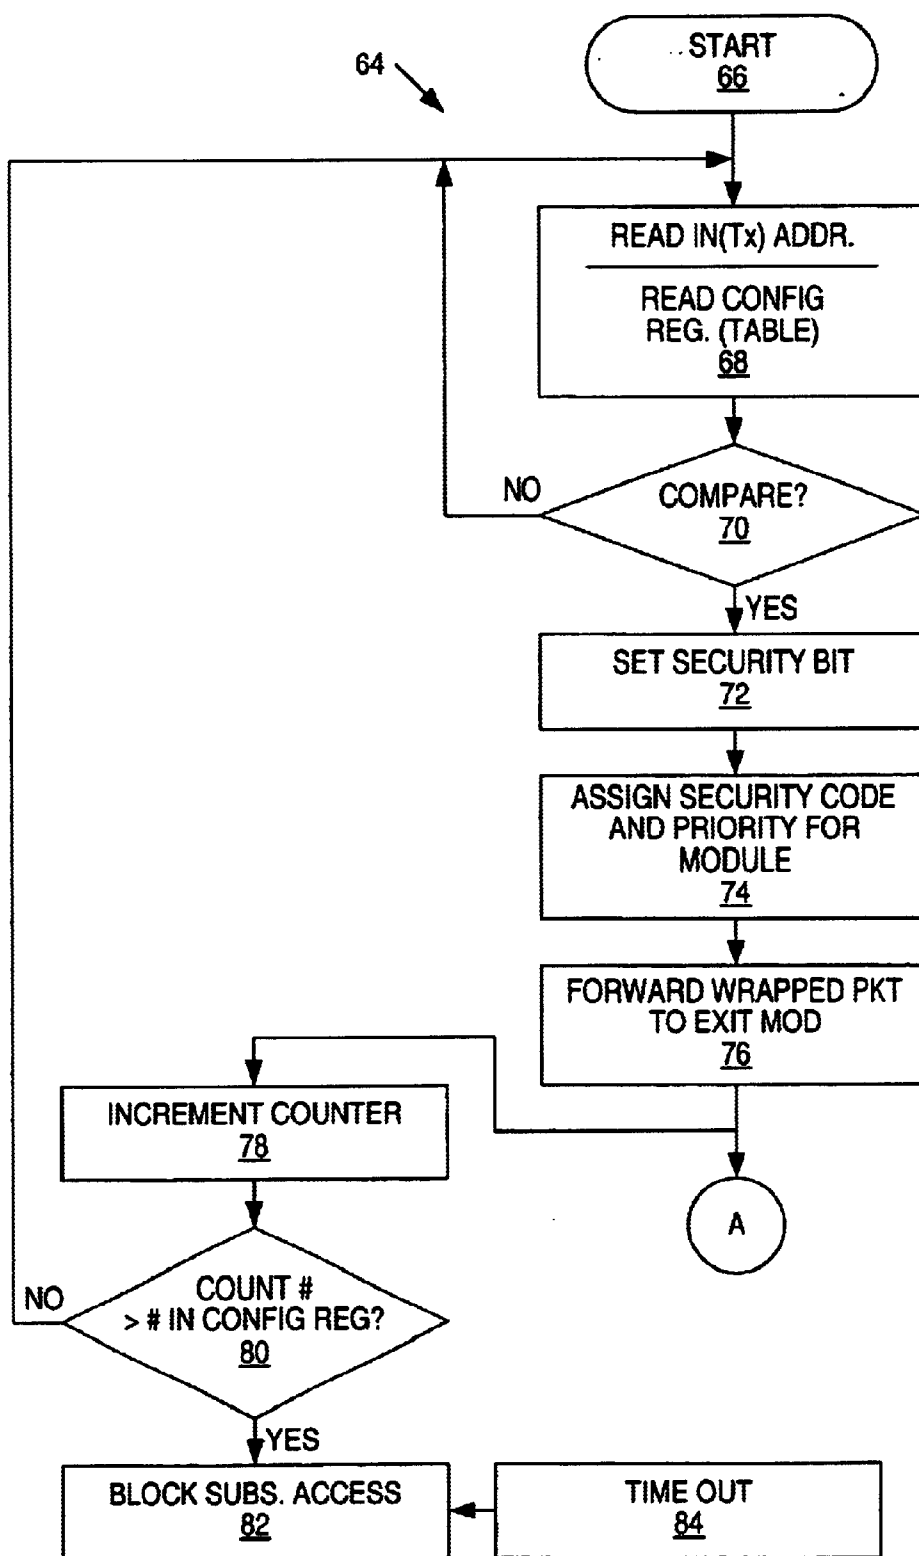 64
START
66
READ IN(Tx) ADDR.
READ CONFIG
REG. (TABLE)
68
NO
COMPARE?
70
YES
SET SECURITY BIT
72
ASSIGN SECURITY CODE
AND PRIORITY FOR
MODULE
74
FORWARD WRAPPED PKT
TO EXIT MOD
76
INCREMENT COUNTER
78
A
NO
COUNT #
> # IN CONFIG REG?
80
YES
BLOCK SUBS. ACCESS
82
TIME OUT
84